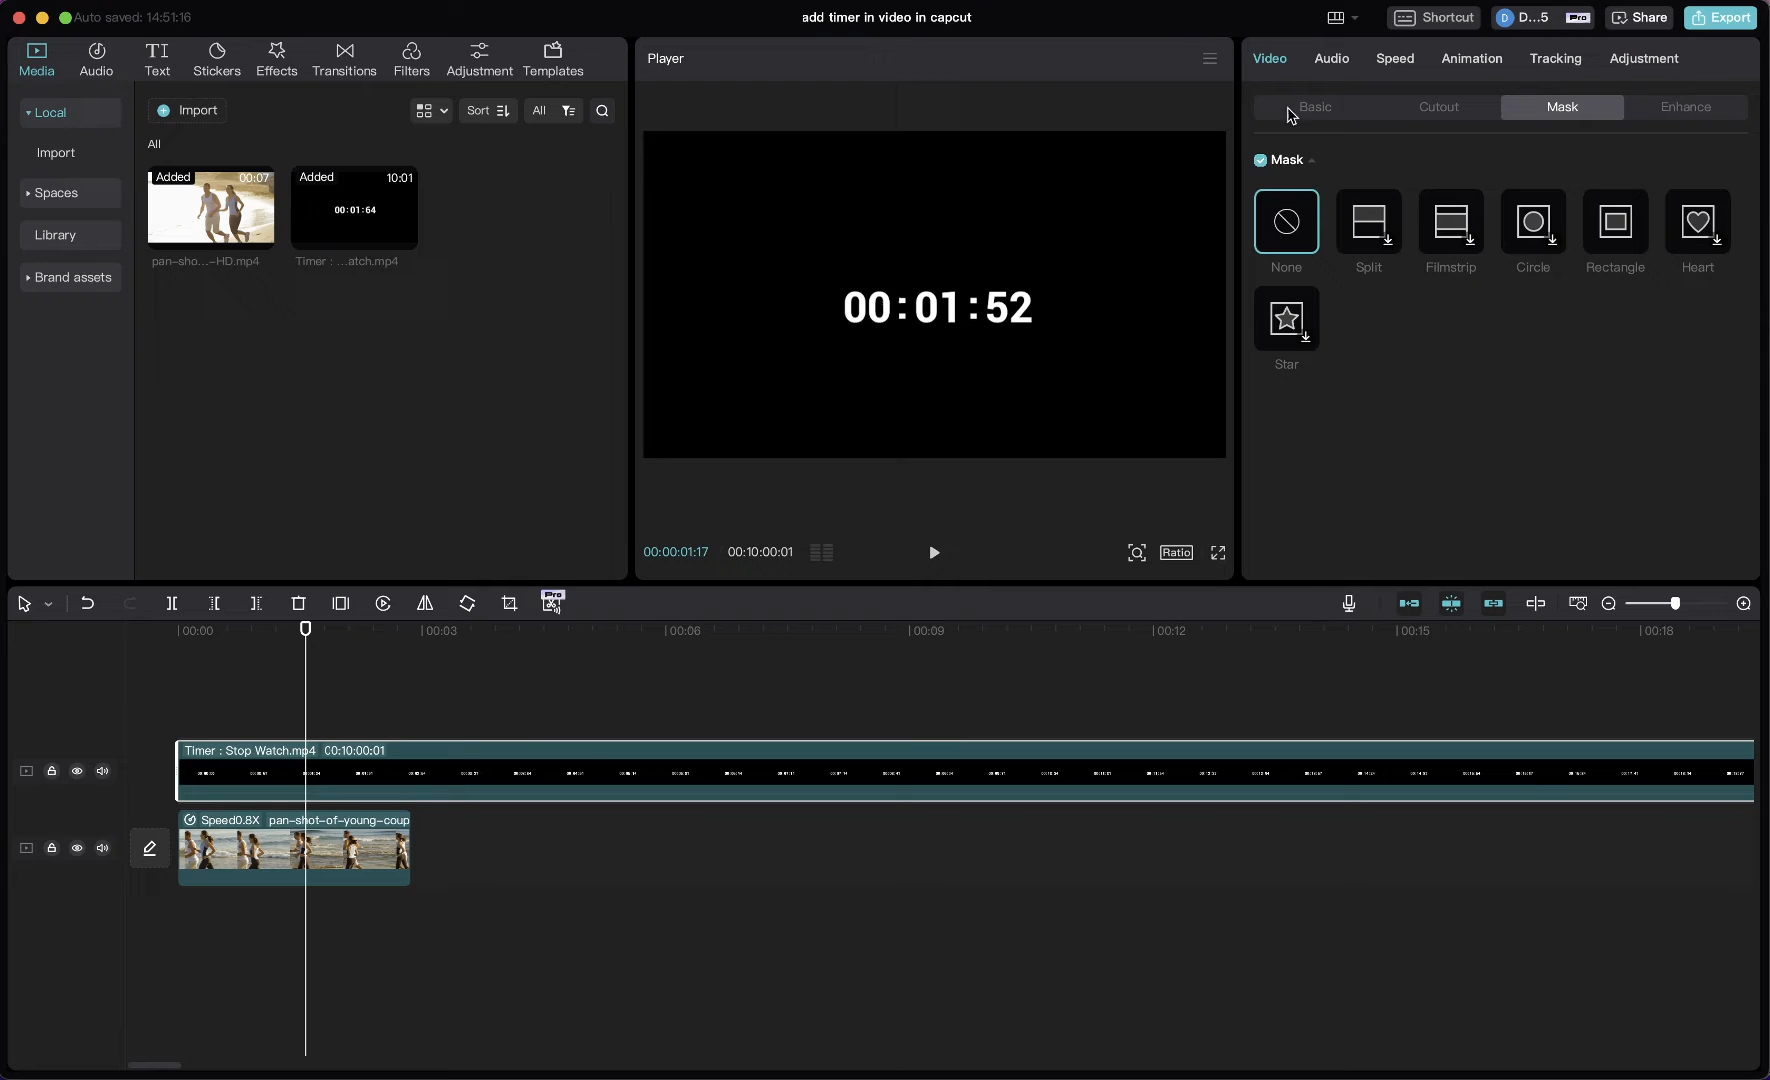 Auto saved: 14:51:16
add timer in video in capcut
Shortcut
D
D...5
Pro
Share
Export
Media
Audio
TI
Text
Stickers
Effects
Transitions
Filters
Adjustment
Templates
Player
Video
Audio
Speed
Animation
Tracking
Adjustment
Local
Import
Sort
All
Basic
Cutout
Mask
Enhance
Import
All
Mask
Spaces
Added
00:07
Added
10:01
00:01:64
Library
pan-sho...-HD.mp4
Timer : ...atch.mp4
None
Split
Filmstrip
Circle
Rectangle
Heart
Brand assets
00:01:52
Star
00:00:01:17
00:10:00:01
Ratio
Pro
00:00
00:03
00:06
00:09
00:12
00:15
00:18
Timer : Stop Watch.mp4 00:10:00:01
Speed0.8X pan-shot-of-young-coup